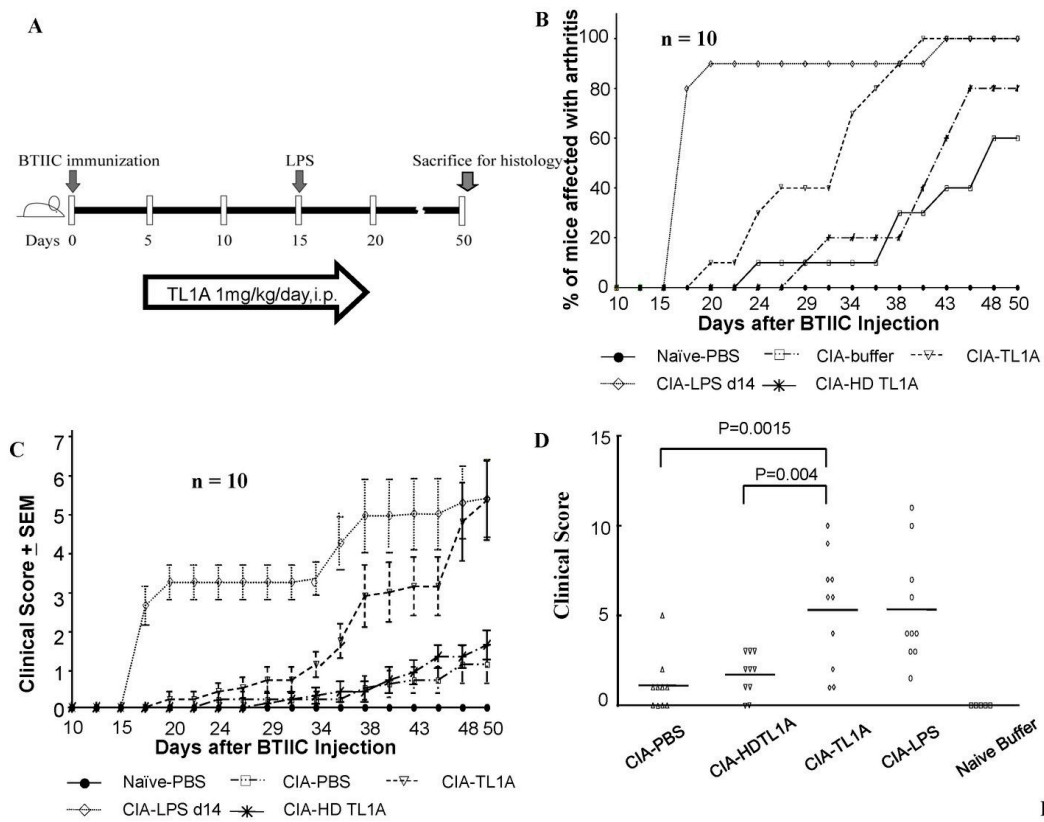 A
BTIIC immunization LPS Sacrifice for histology
Days 0 5 10 15 20 50
TL1A 1mg/kg/day,i.p.
B
n = 10
% of mice affected with arthritis
100
80
60
40
20
0
10 15 20 24 29 34 38 43 48 50
Days after BTIIC Injection
Naïve-PBS CIA-buffer CIA-TL1A
CIA-LPS d14 CIA-HD TL1A
C
n = 10
Clinical Score ± SEM
7
6
5
4
3
2
1
0
10 15 20 24 29 34 38 43 48 50
Days after BTIIC Injection
Naïve-PBS CIA-PBS CIA-TL1A
CIA-LPS d14 CIA-HD TL1A
D
P=0.0015
P=0.004
Clinical Score
15
10
5
0
CIA-PBS
CIA-HDTL1A
CIA-TL1A
CIA-LPS
Naive Buffer